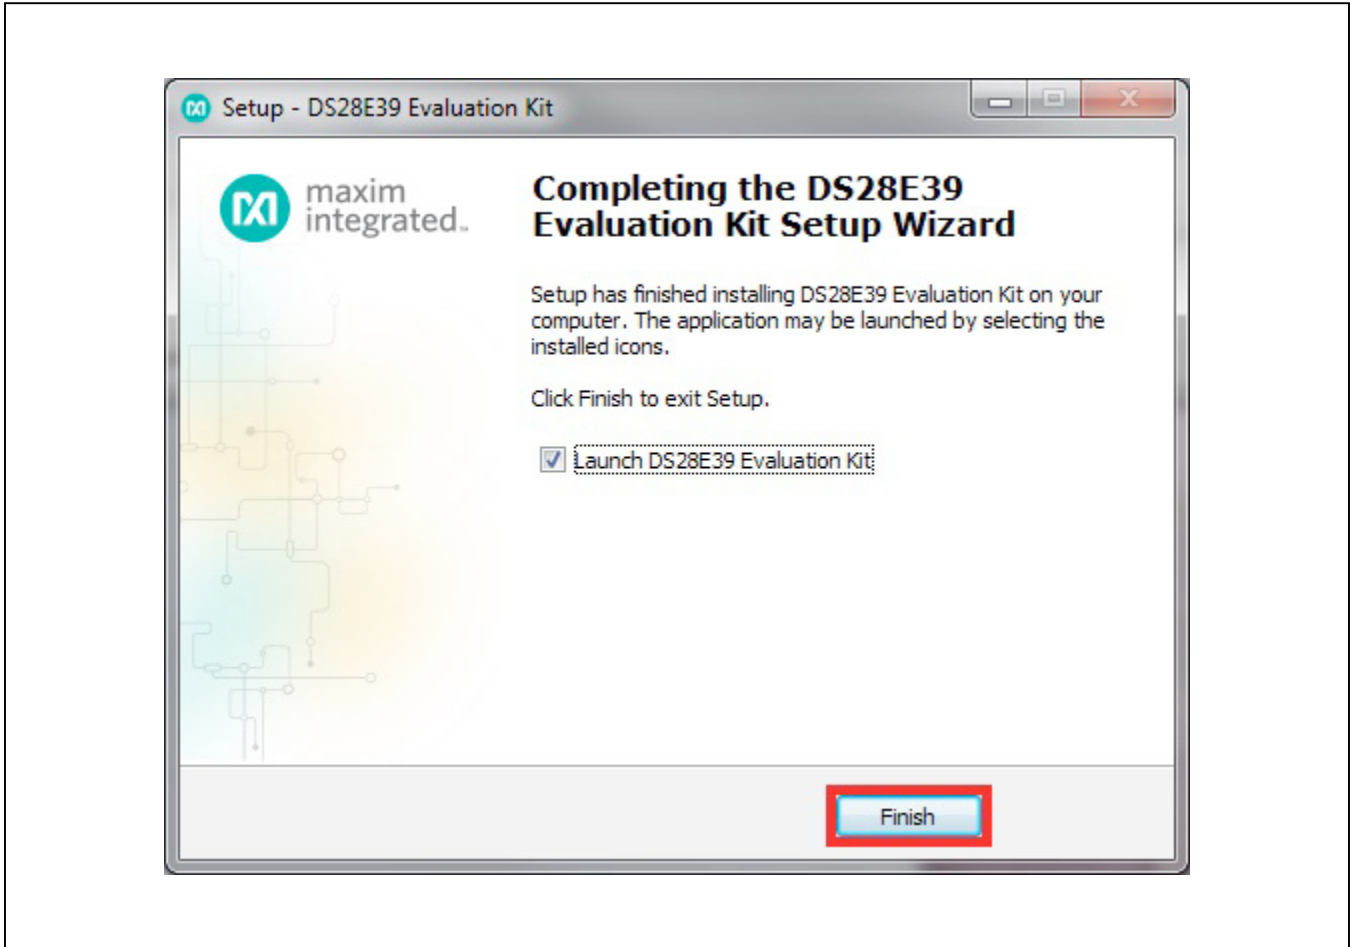 Setup - DS28E39 Evaluation Kit
maxim
integrated™
Completing the DS28E39
Evaluation Kit Setup Wizard
Setup has finished installing DS28E39 Evaluation Kit on your
computer. The application may be launched by selecting the
installed icons.
Click Finish to exit Setup.
Launch DS28E39 Evaluation Kit
Finish